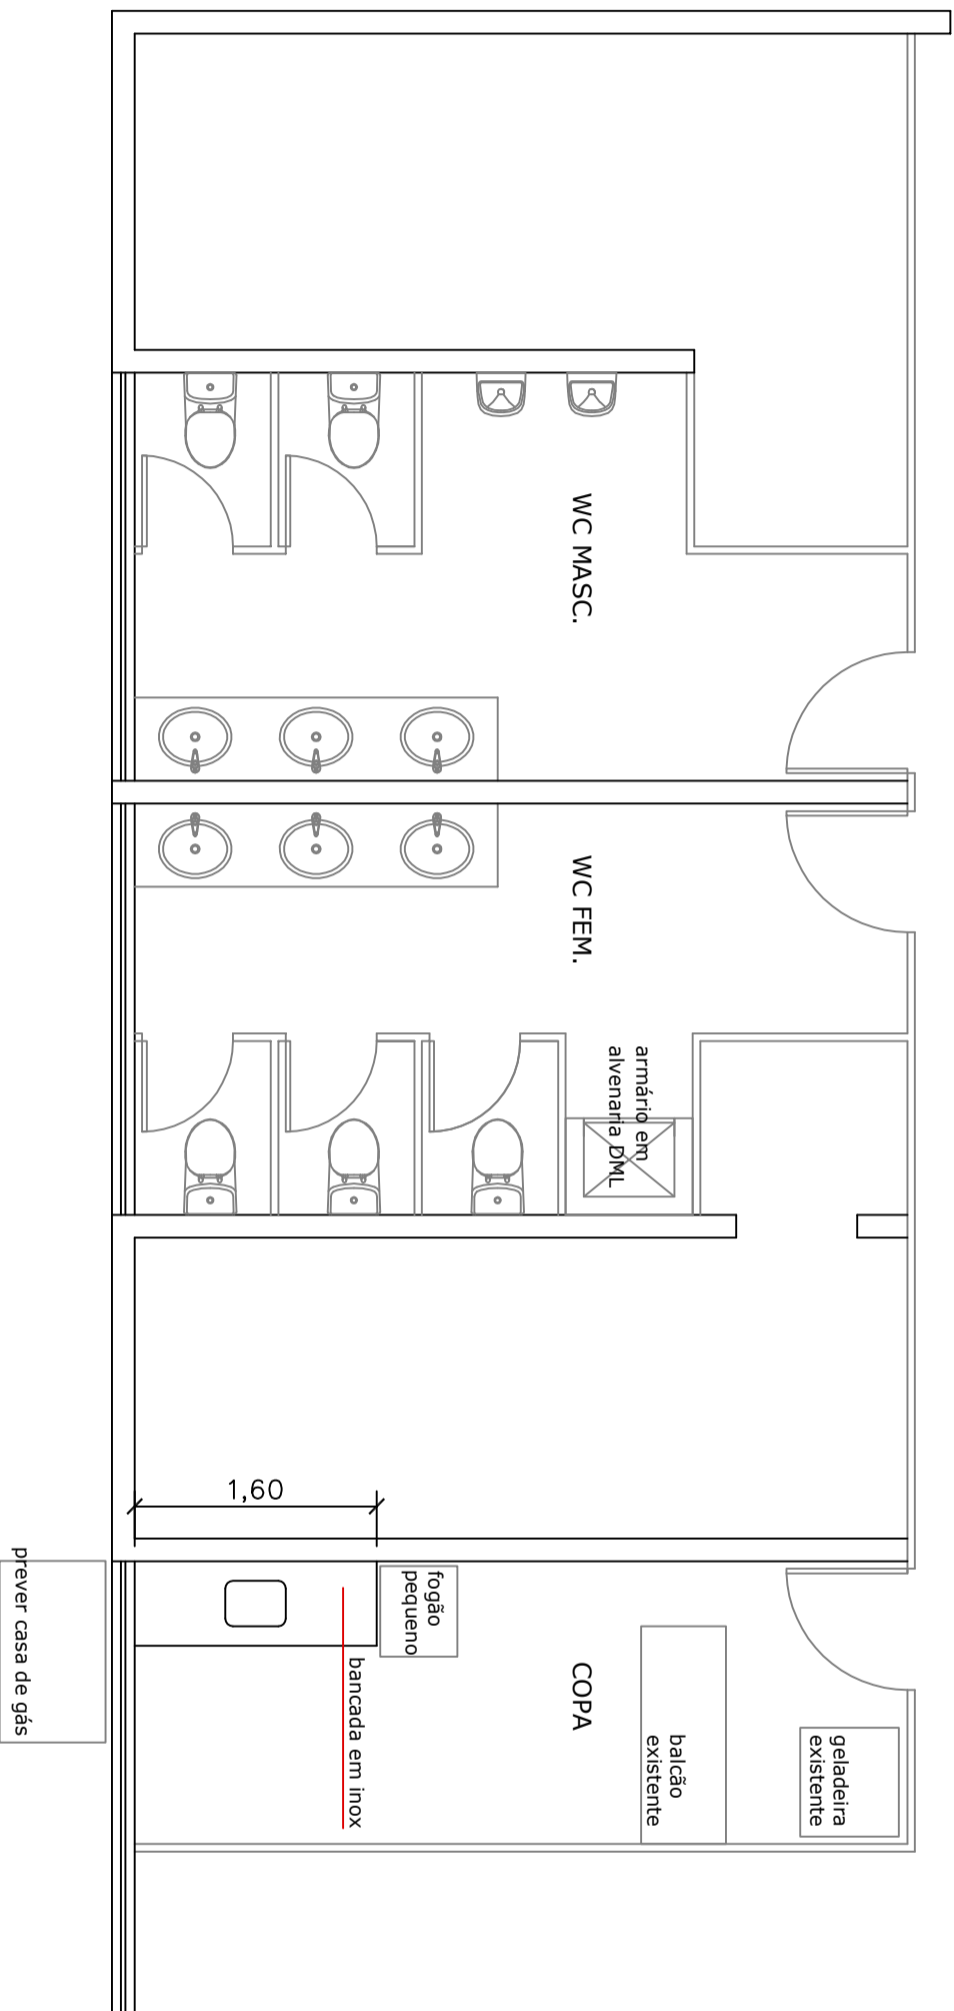 WC MASC.
WC FEM.
armário em
alvenaria DML
1,60
fogão
pequeno
bancada em inox
COPA
balcão
existente
geladeira
existente
prever casa de gás